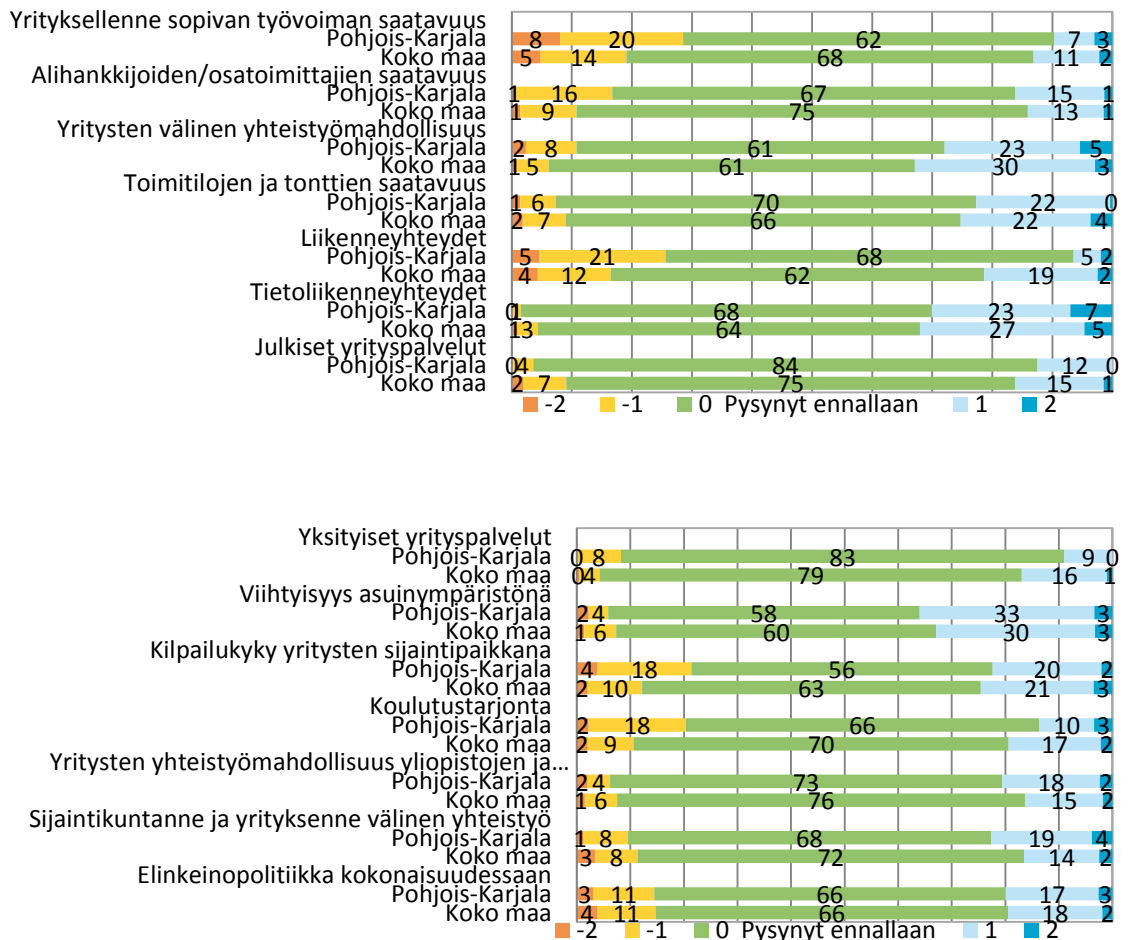 Yrityksellenne sopivan työvoiman saatavuus
Pohjois-Karjala 8 20 62 7 3
Koko maa 5 14 68 11 2
Alihankkijoiden/osatoimittajien saatavuus
Pohjois-Karjala 1 16 67 15 1
Koko maa 1 9 75 13 1
Yritysten välinen yhteistyömahdollisuus
Pohjois-Karjala 2 8 61 23 5
Koko maa 1 5 61 30 3
Toimitilojen ja tonttien saatavuus
Pohjois-Karjala 1 6 70 22 0
Koko maa 2 7 66 22 4
Liikenneyhteydet
Pohjois-Karjala 5 21 68 5 2
Koko maa 4 12 62 19 2
Tietoliikenneyhteydet
Pohjois-Karjala 0 1 68 23 7
Koko maa 1 3 64 27 5
Julkiset yrityspalvelut
Pohjois-Karjala 0 4 84 12 0
Koko maa 2 7 75 15 1
-2 -1 0 Pysynyt ennallaan 1 2
Yksityiset yrityspalvelut
Pohjois-Karjala 0 8 83 9 0
Koko maa 0 4 79 16 1
Viihtyisyys asuinympäristönä
Pohjois-Karjala 2 4 58 33 3
Koko maa 1 6 60 30 3
Kilpailukyky yritysten sijaintipaikkana
Pohjois-Karjala 4 18 56 20 2
Koko maa 2 10 63 21 3
Koulutustarjonta
Pohjois-Karjala 2 18 66 10 3
Koko maa 2 9 70 17 2
Yritysten yhteistyömahdollisuus yliopistojen ja...
Pohjois-Karjala 2 4 73 18 2
Koko maa 1 6 76 15 2
Sijaintikuntanne ja yrityksenne välinen yhteistyö
Pohjois-Karjala 1 8 68 19 4
Koko maa 3 8 72 14 2
Elinkeinopolitiikka kokonaisuudessaan
Pohjois-Karjala 3 11 66 17 3
Koko maa 4 11 66 18 2
-2 -1 0 Pysynyt ennallaan 1 2